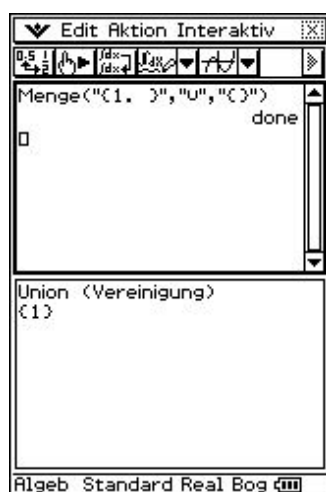 Edit Aktion Interaktiv
Menge("{1. }","U","{}")
done
Union (Vereinigung)
{1}
Algeb Standard Real Bog